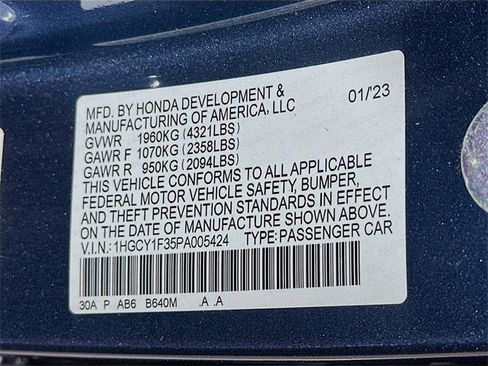 MFD. BY HONDA DEVELOPMENT & 01/'23
MANUFACTURING OF AMERICA, LLC
GVWR 1960KG (4321LBS)
GAWR F 1070KG (2358LBS)
GAWR R 950KG (2094LBS)
THIS VEHICLE CONFORMS TO ALL APPLICABLE
FEDERAL MOTOR VEHICLE SAFETY, BUMPER,
AND THEFT PREVENTION STANDARDS IN EFFECT
ON THE DATE OF MANUFACTURE SHOWN ABOVE.
V.I.N.:1HGCY1F35PA005424 TYPE:PASSENGER CAR
30A P AB6 B640M .A .A